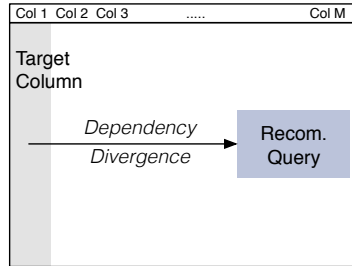 Col 1 Col 2 Col 3 ..... Col M
Target
Column
Dependency
Divergence
Recom.
Query